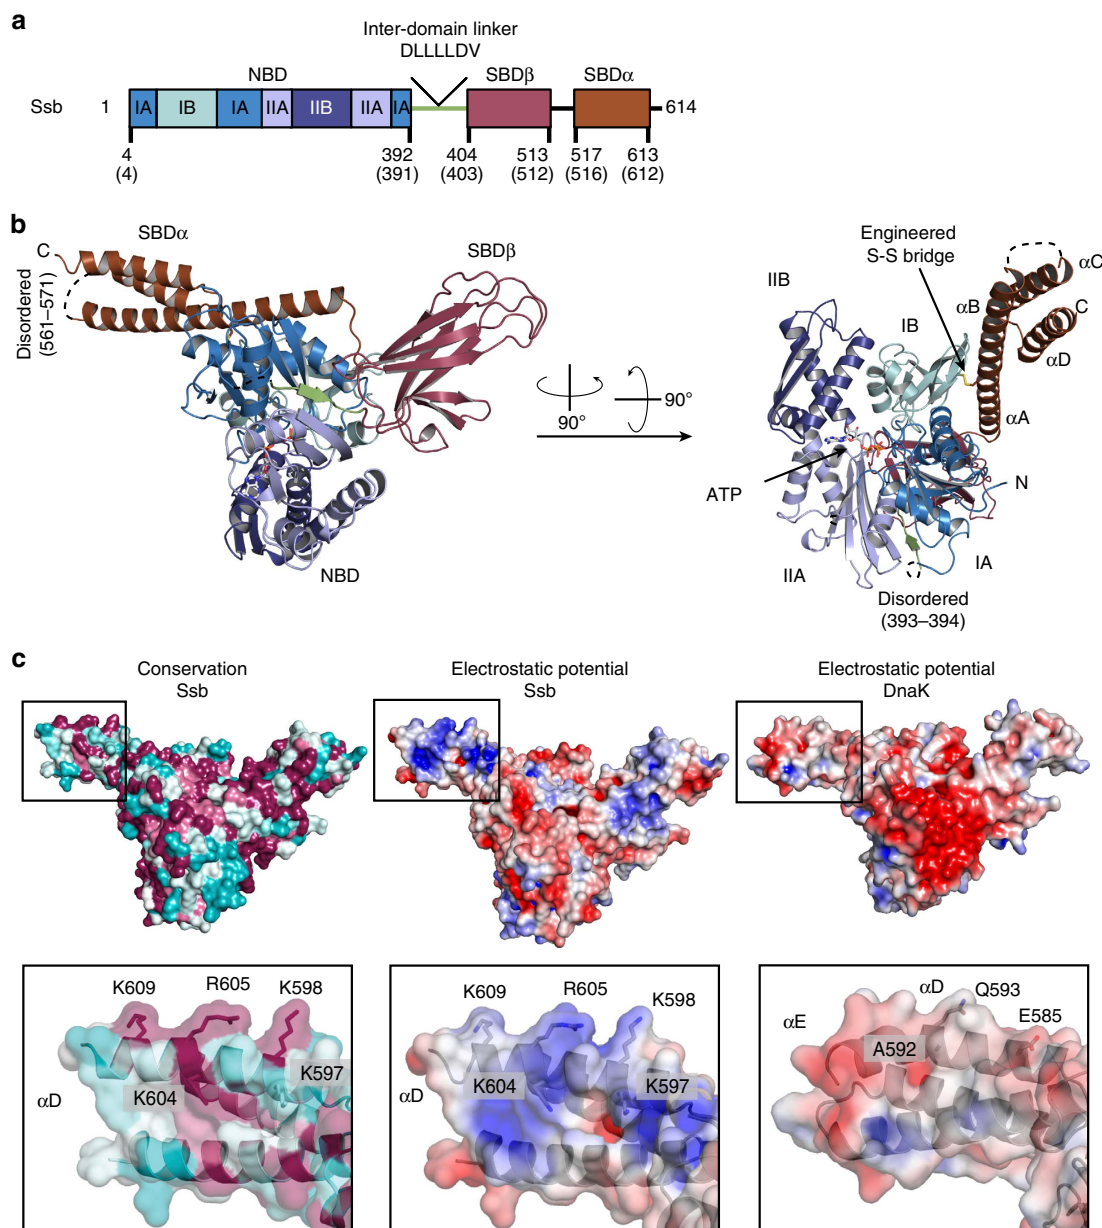 a
Inter-domain linker
DLLLLDV
NBD
SBDβ
SBDα
Ssb
1
IA
IB
IA
IIA
IIB
IIA
IA
614
4
392
404
513
517
613
(4)
(391)
(403)
(512)
(516)
(612)
b
SBDα
C
Disordered
(561–571)
SBDβ
NBD
90°
90°
Engineered
S-S bridge
IIB
IB
αB
αC
C
αD
αA
ATP
N
IIA
IA
Disordered
(393–394)
c
Conservation
Ssb
Electrostatic potential
Ssb
Electrostatic potential
DnaK
K609
R605
K598
K597
K604
αD
K609
R605
K598
K604
K597
αD
αD
Q593
αE
E585
A592